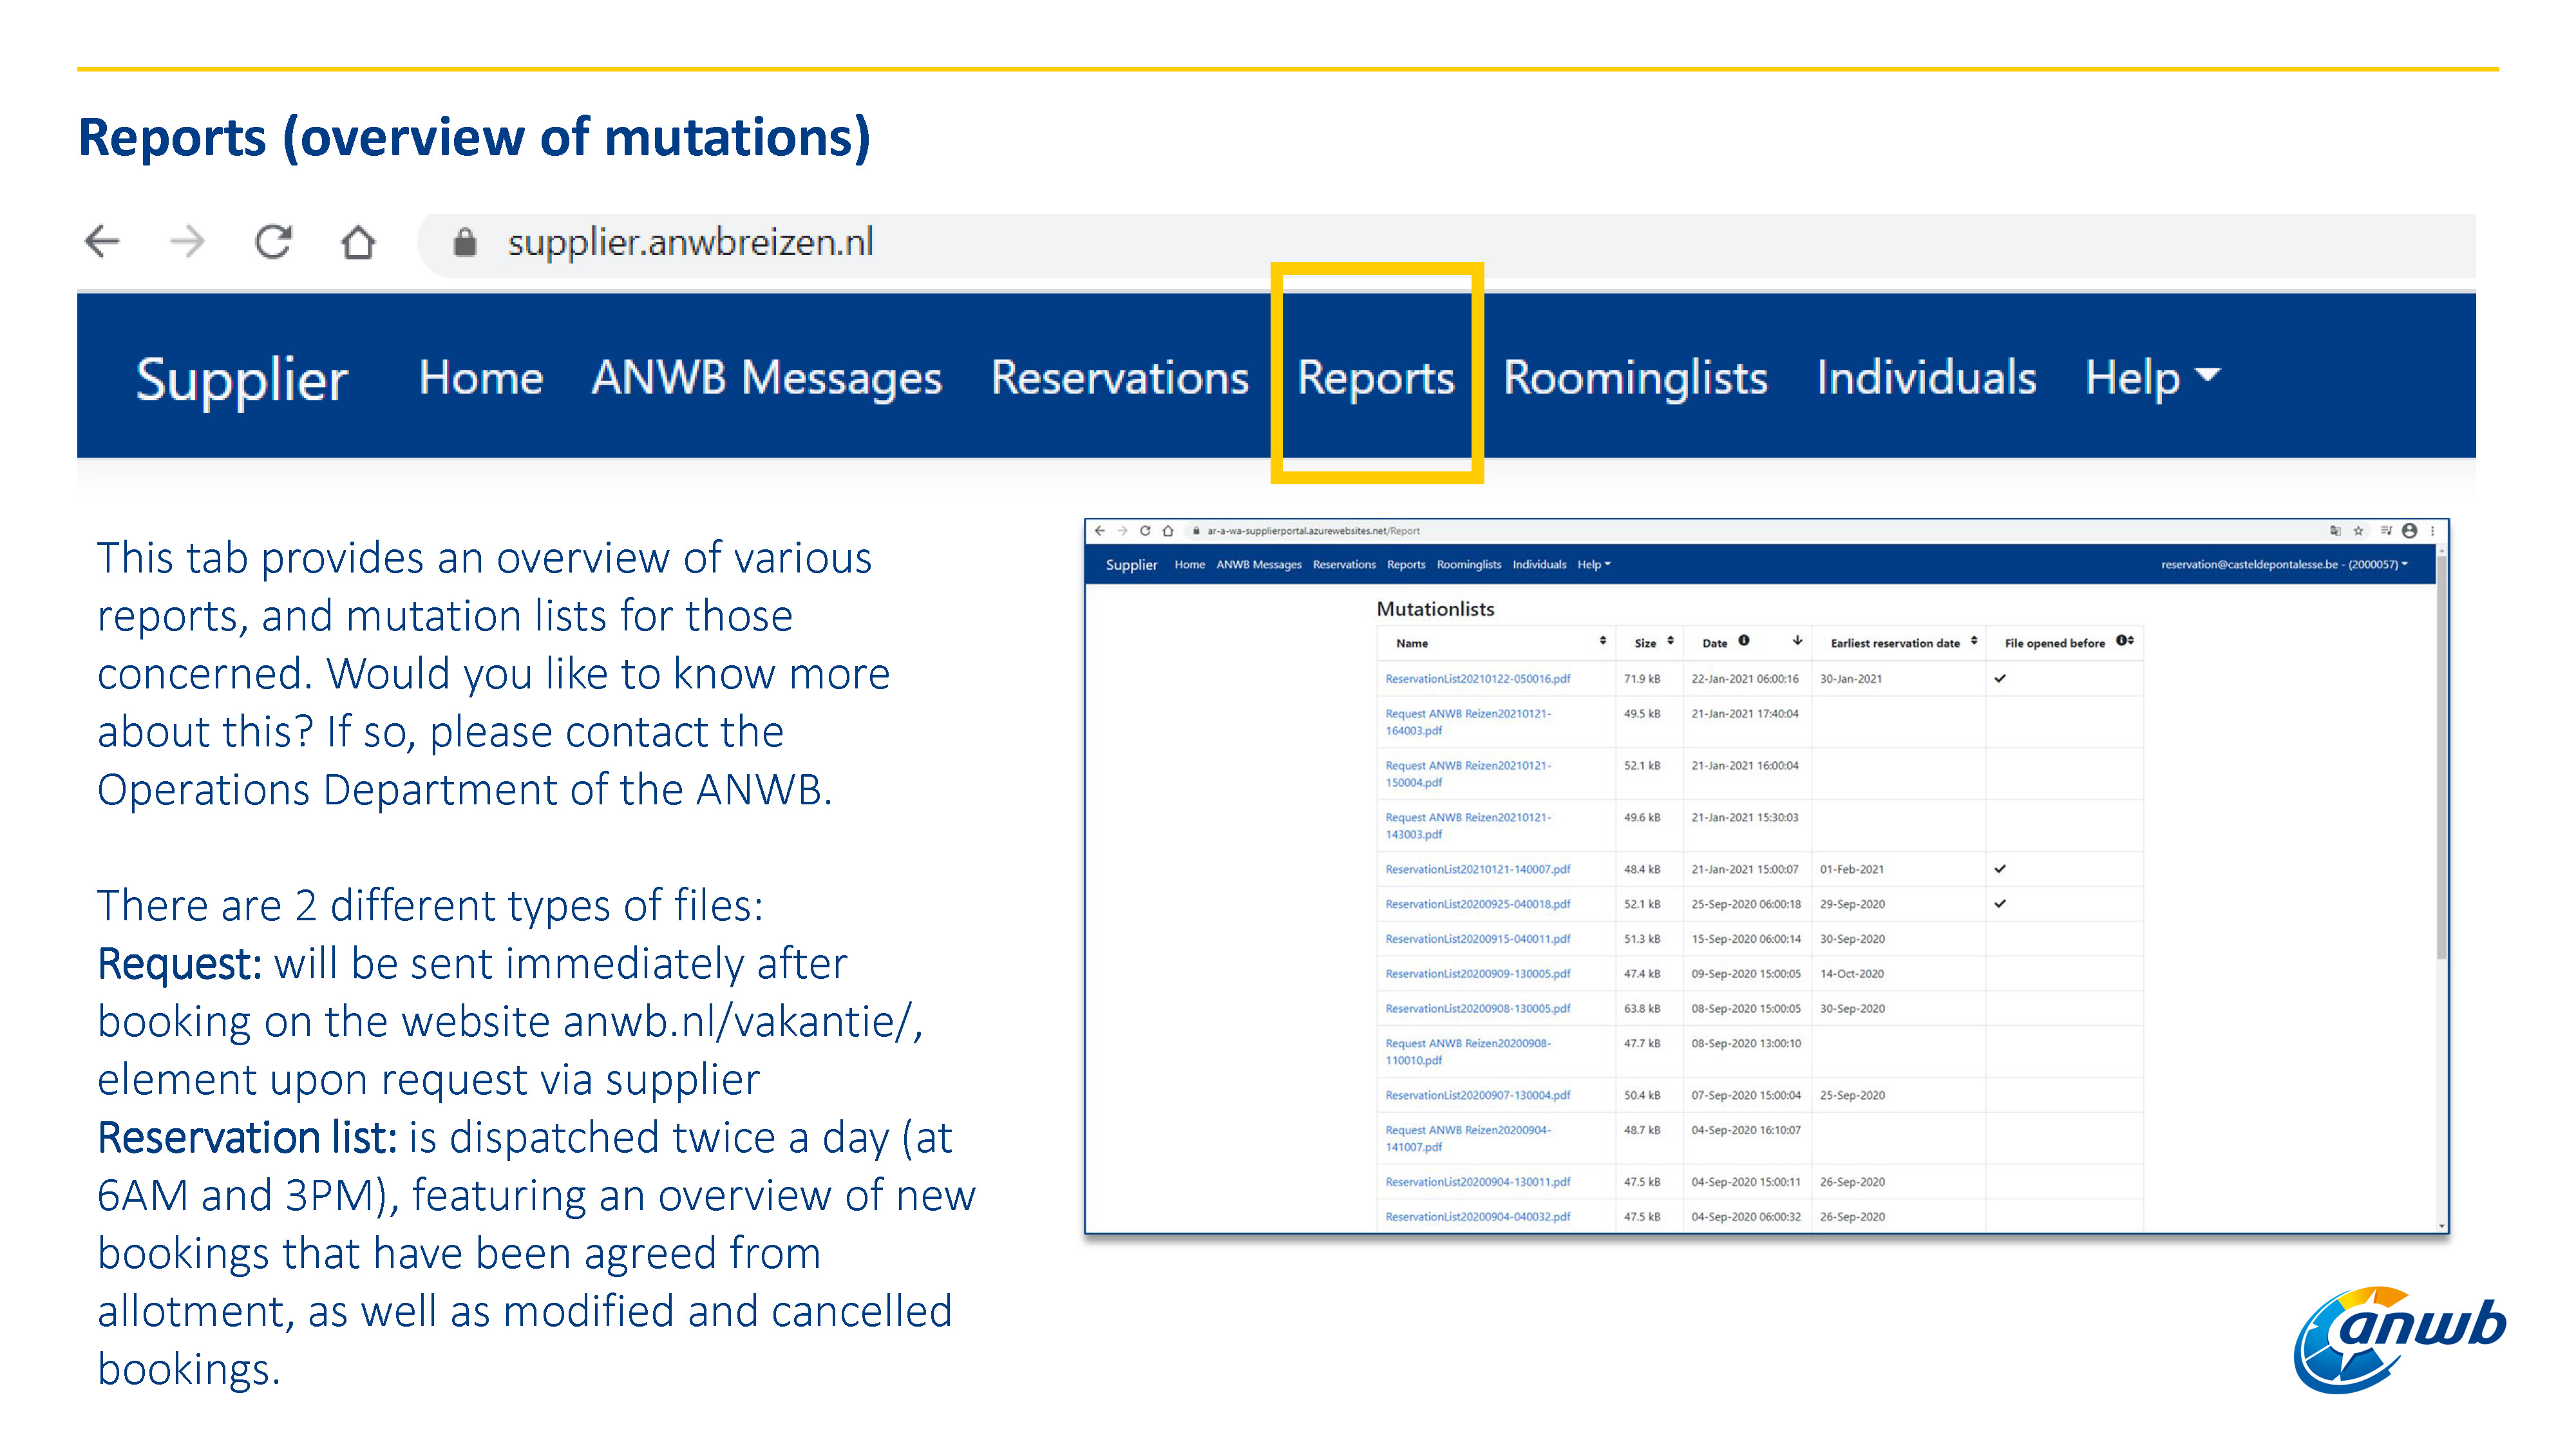 Reports (overview of mutations)
supplier.anwbreizen.nl
Supplier Home ANWB Messages Reservations Reports Roominglists Individuals Help
This tab provides an overview of various
reports, and mutation lists for those
concerned. Would you like to know more
about this? If so, please contact the
Operations Department of the ANWB.
There are 2 different types of files:
Request: will be sent immediately after
booking on the website anwb.nl/vakantie/,
element upon request via supplier
Reservation list: is dispatched twice a day (at
6AM and 3PM), featuring an overview of new
bookings that have been agreed from
allotment, as well as modified and cancelled
bookings.
ar-a-wa-supplierportal.azurewebsites.net/Report
Supplier Home ANWB Messages Reservations Reports Roominglists Individuals Help reservation@casteldepontalesse.be - (2000057)
Mutationlists
Name Size Date Earliest reservation date File opened before
ReservationList20210122-050016.pdf 71.9 kB 22-Jan-2021 06:00:16 30-Jan-2021
Request ANWB Reizen20210121- 49.5 kB 21-Jan-2021 17:40:04
164003.pdf
Request ANWB Reizen20210121- 52.1 kB 21-Jan-2021 16:00:04
150004.pdf
Request ANWB Reizen20210121- 49.6 kB 21-Jan-2021 15:30:03
143003.pdf
ReservationList20210121-140007.pdf 48.4 kB 21-Jan-2021 15:00:07 01-Feb-2021
ReservationList20200925-040018.pdf 52.1 kB 25-Sep-2020 06:00:18 29-Sep-2020
ReservationList20200915-040011.pdf 51.3 kB 15-Sep-2020 06:00:14 30-Sep-2020
ReservationList20200909-130005.pdf 47.4 kB 09-Sep-2020 15:00:05 14-Oct-2020
ReservationList20200908-130005.pdf 63.8 kB 08-Sep-2020 15:00:05 30-Sep-2020
Request ANWB Reizen20200908- 47.7 kB 08-Sep-2020 13:00:10
110010.pdf
ReservationList20200907-130004.pdf 50.4 kB 07-Sep-2020 15:00:04 25-Sep-2020
Request ANWB Reizen20200904- 48.7 kB 04-Sep-2020 16:10:07
141007.pdf
ReservationList20200904-130011.pdf 47.5 kB 04-Sep-2020 15:00:11 26-Sep-2020
ReservationList20200904-040032.pdf 47.5 kB 04-Sep-2020 06:00:32 26-Sep-2020
anwb